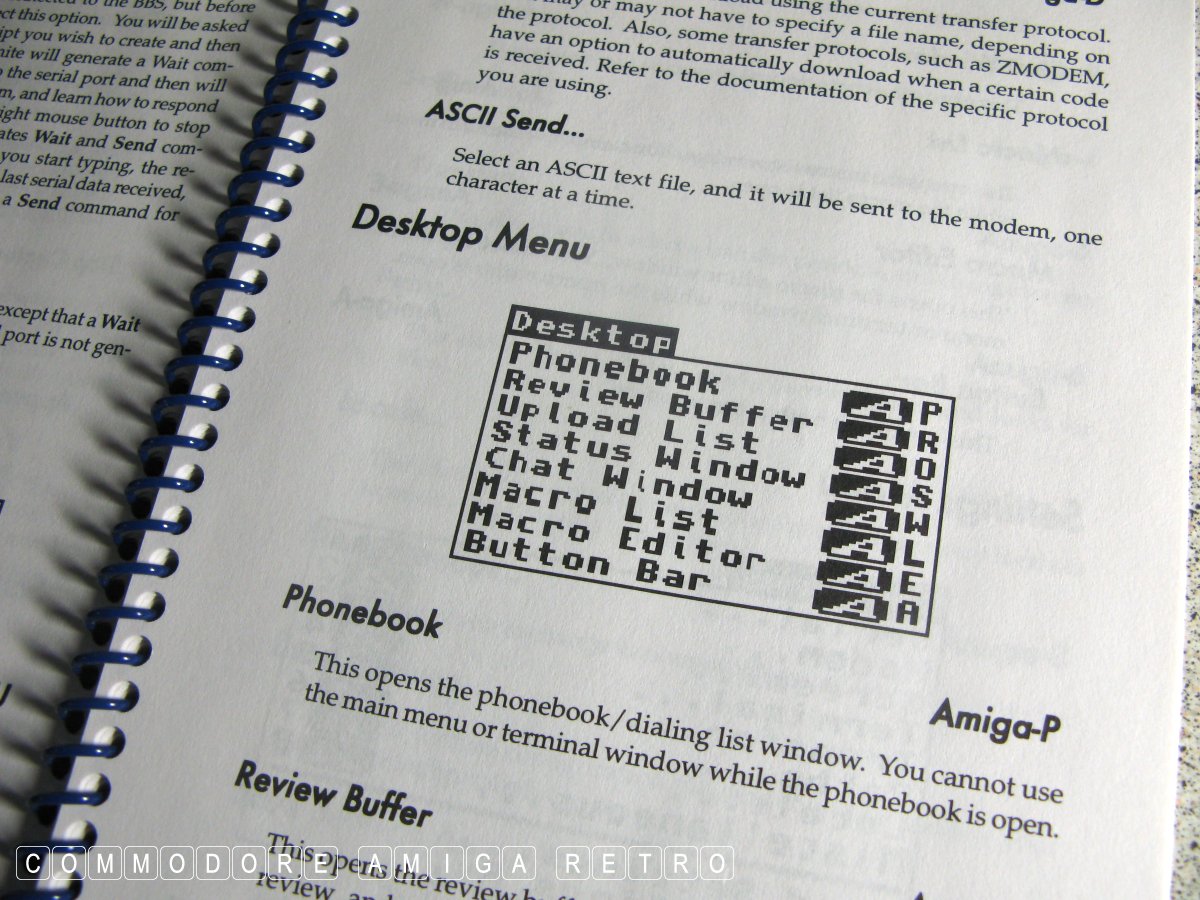 to the BBS, but before
ect this option. You will be asked
ipt you wish to create and then
nite will generate a Wait com-
o the serial port and then will
m, and learn how to respond
ight mouse button to stop
ates Wait and Send com-
you start typing, the re-
last serial data received,
a Send command for
except that a Wait
port is not gen-
using the current transfer protocol.
may or may not have to specify a file name, depending on
the protocol. Also, some transfer protocols, such as ZMODEM,
have an option to automatically download when a certain code
is received. Refer to the documentation of the specific protocol
you are using.
ASCII Send...
Select an ASCII text file, and it will be sent to the modem, one
character at a time.
Desktop Menu
Desktop
Phonebook P
Review Buffer R
Upload List O
Status Window S
Chat Window W
Macro List L
Macro Editor E
Button Bar A
Phonebook
Amiga-P
This opens the phonebook/dialing list window. You cannot use
the main menu or terminal window while the phonebook is open.
Review Buffer
This opens the review
review, and
COMMODORE AMIGA RETRO